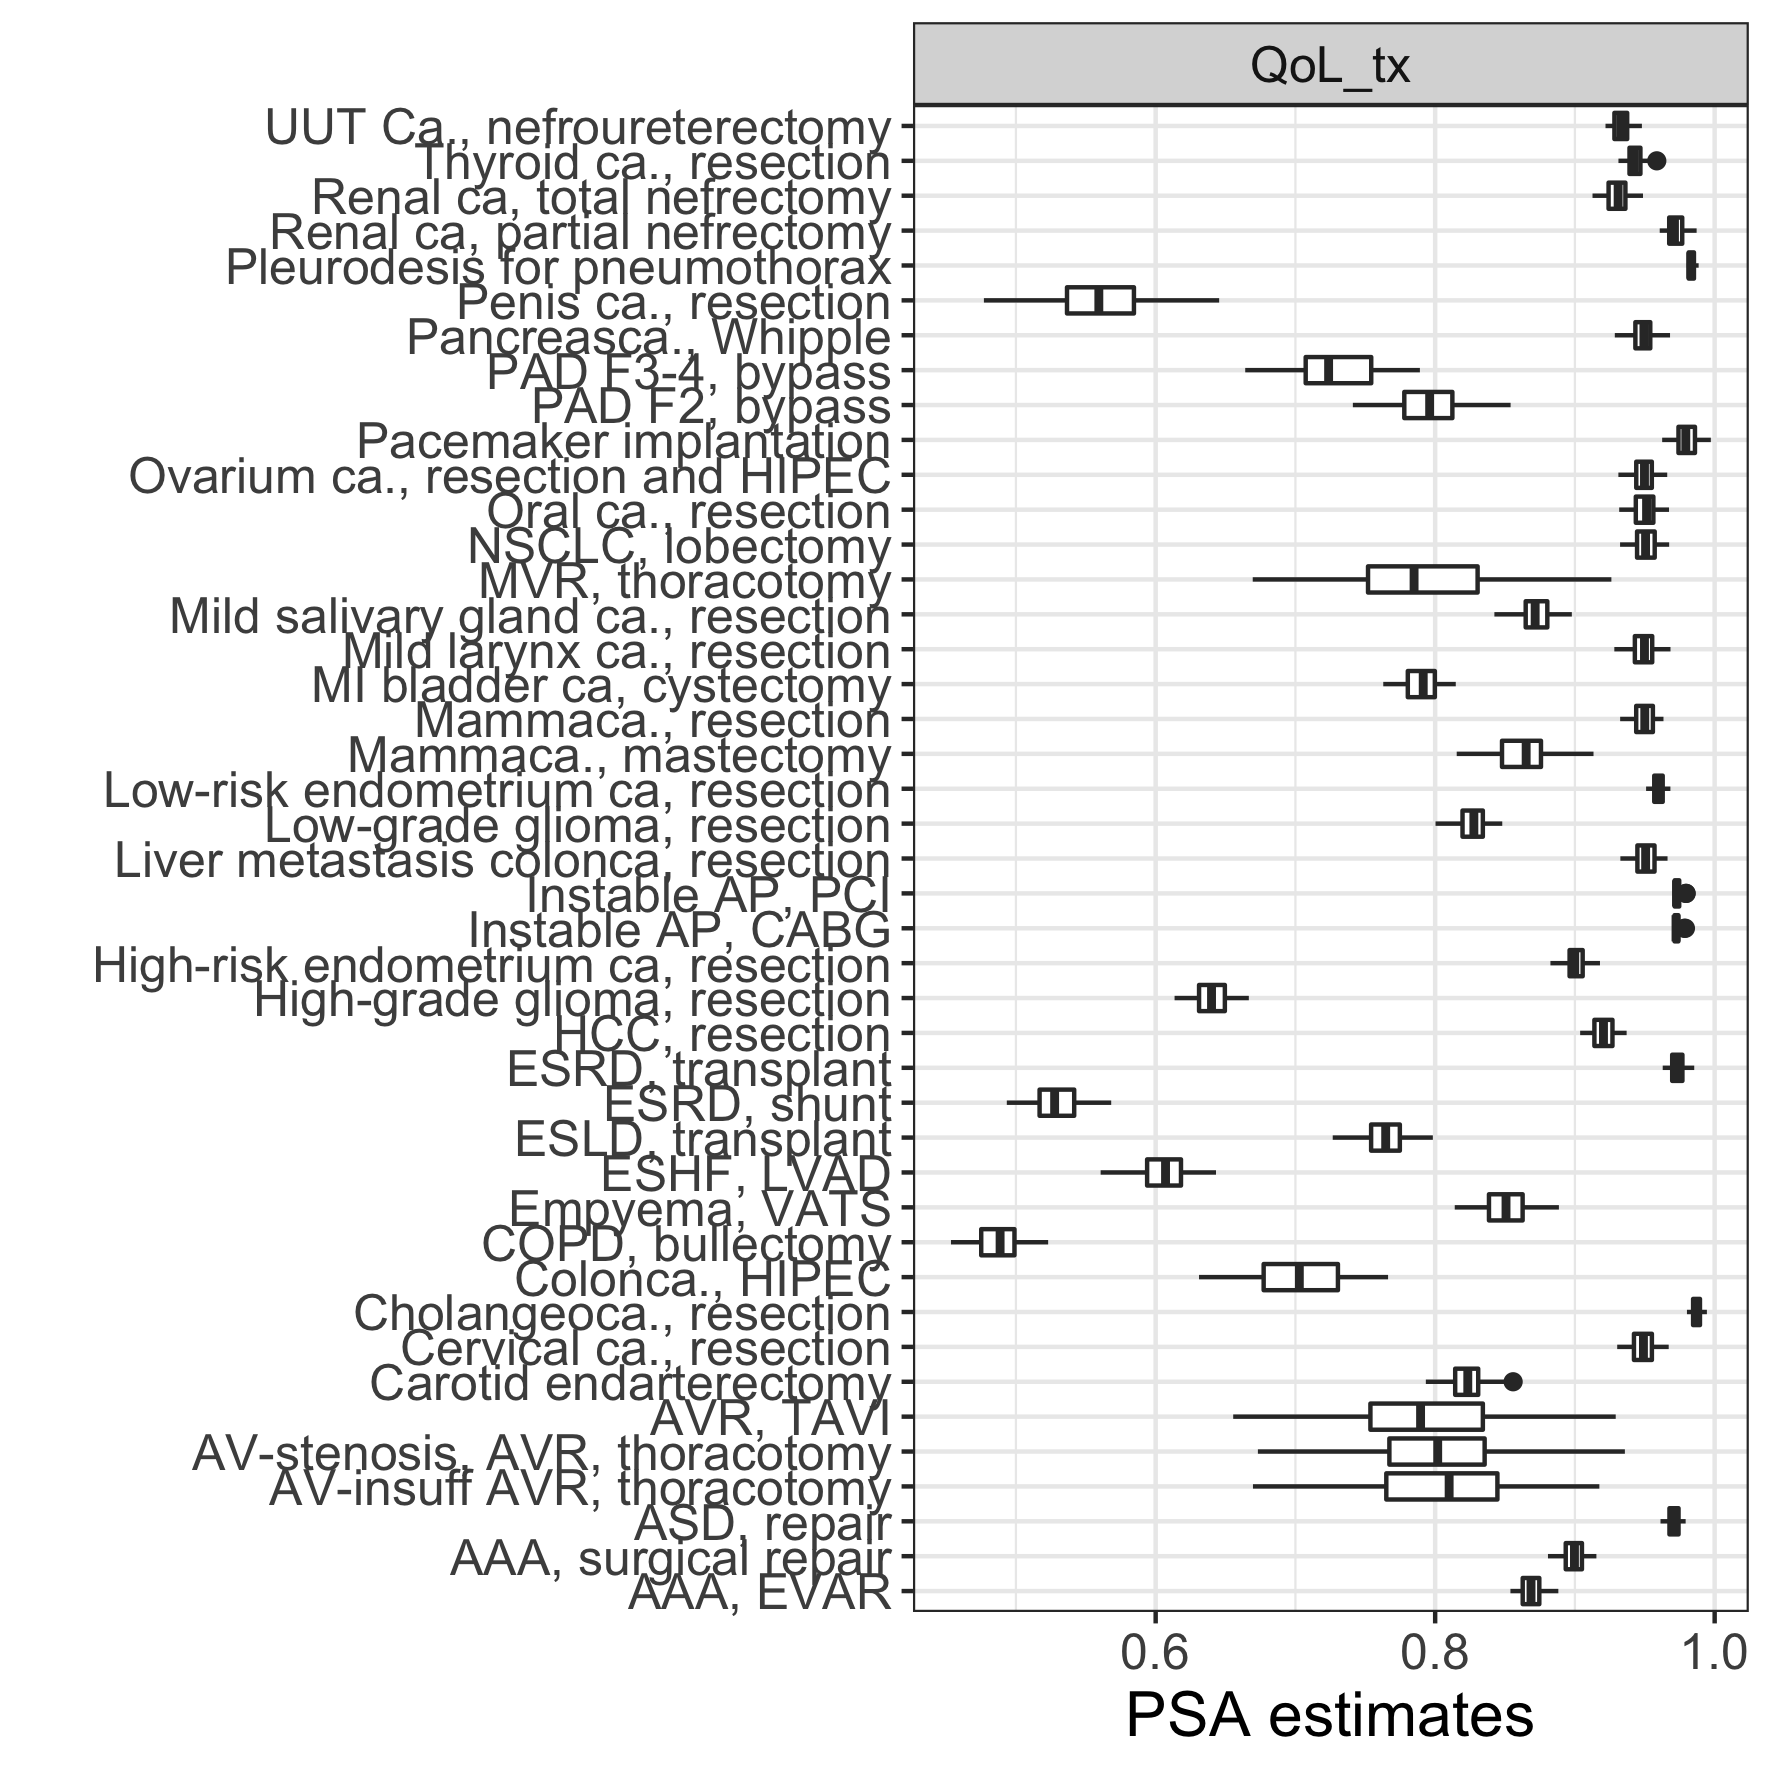 QoL_tx
UUT Ca., nefroureterectomy
Thyroid ca., resection
Renal ca, total nefrectomy
Renal ca, partial nefrectomy
Pleurodesis for pneumothorax
Penis ca., resection
Pancreasca., Whipple
PAD F3-4, bypass
PAD F2, bypass
Pacemaker implantation
Ovarium ca., resection and HIPEC
Oral ca., resection
NSCLC, lobectomy
MVR, thoracotomy
Mild salivary gland ca., resection
Mild larynx ca., resection
MI bladder ca, cystectomy
Mammaca., resection
Mammaca., mastectomy
Low-risk endometrium ca, resection
Low-grade glioma, resection
Liver metastasis colonca, resection
Instable AP, PCI
Instable AP, CABG
High-risk endometrium ca, resection
High-grade glioma, resection
HCC, resection
ESRD, transplant
ESRD, shunt
ESLD, transplant
ESHF, LVAD
Empyema, VATS
COPD, bullectomy
Colonca., HIPEC
Cholangeoca., resection
Cervical ca., resection
Carotid endarterectomy
AVR, TAVI
AV-stenosis, AVR, thoracotomy
AV-insuff AVR, thoracotomy
ASD, repair
AAA, surgical repair
AAA, EVAR
0.6 0.8 1.0
PSA estimates